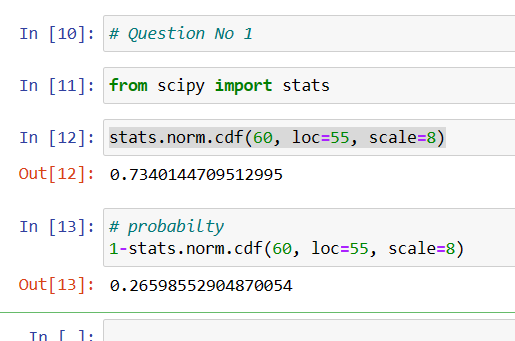 In [10]: # Question No 1
In [11]: from scipy import stats
In [12]: stats.norm.cdf(60, loc=55, scale=8)
Out[12]: 0.7340144709512995
In [13]: # probabilty
1-stats.norm.cdf(60, loc=55, scale=8)
Out[13]: 0.26598552904870054
In [ ]: